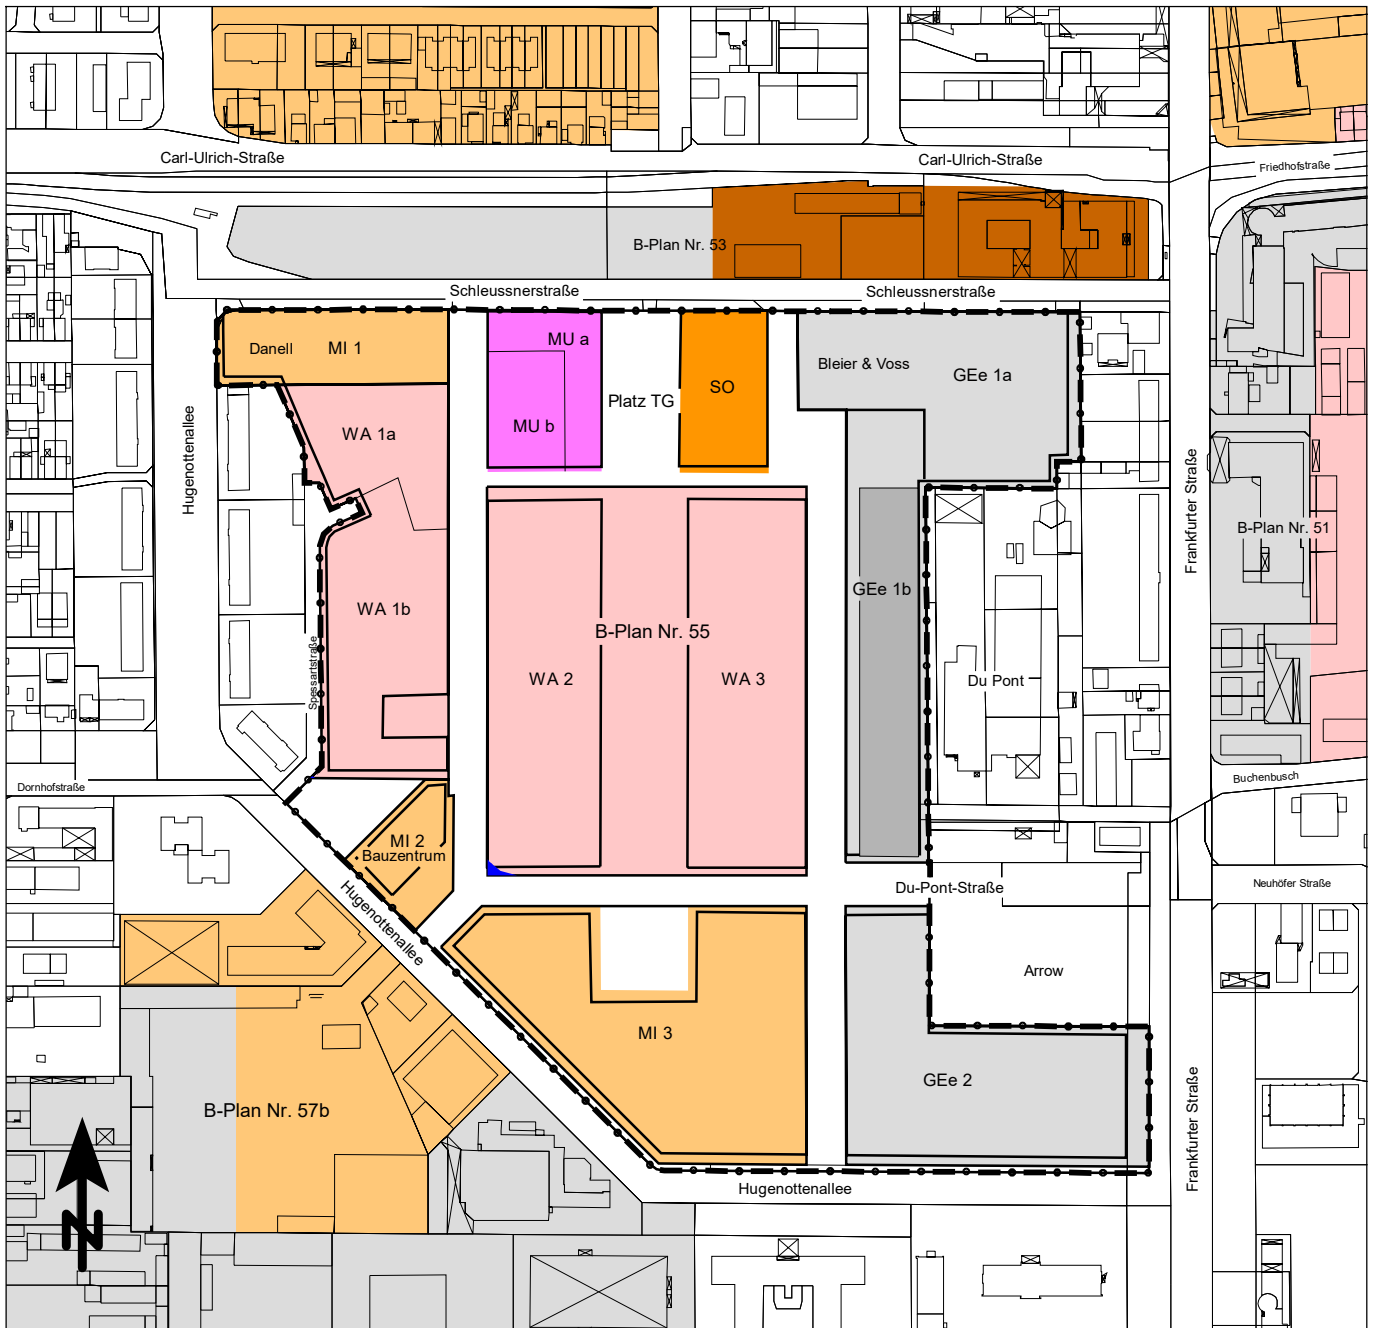 Carl-Ulrich-Straße
Carl-Ulrich-Straße
Friedhofstraße
B-Plan Nr. 53
Schleussnerstraße
Schleussnerstraße
Danell
MI 1
MU a
Bleier & Voss
GEe 1a
SO
Platz TG
MU b
WA 1a
Hugenottenallee
Frankfurter Straße
B-Plan Nr. 51
GEe 1b
WA 1b
B-Plan Nr. 55
Spessartstraße
WA 2
WA 3
Du Pont
Buchenbusch
Dornhofstraße
MI 2
Bauzentrum
Hugenottenallee
Du-Pont-Straße
Neuhöfer Straße
Arrow
MI 3
GEe 2
B-Plan Nr. 57b
Frankfurter Straße
Hugenottenallee
N